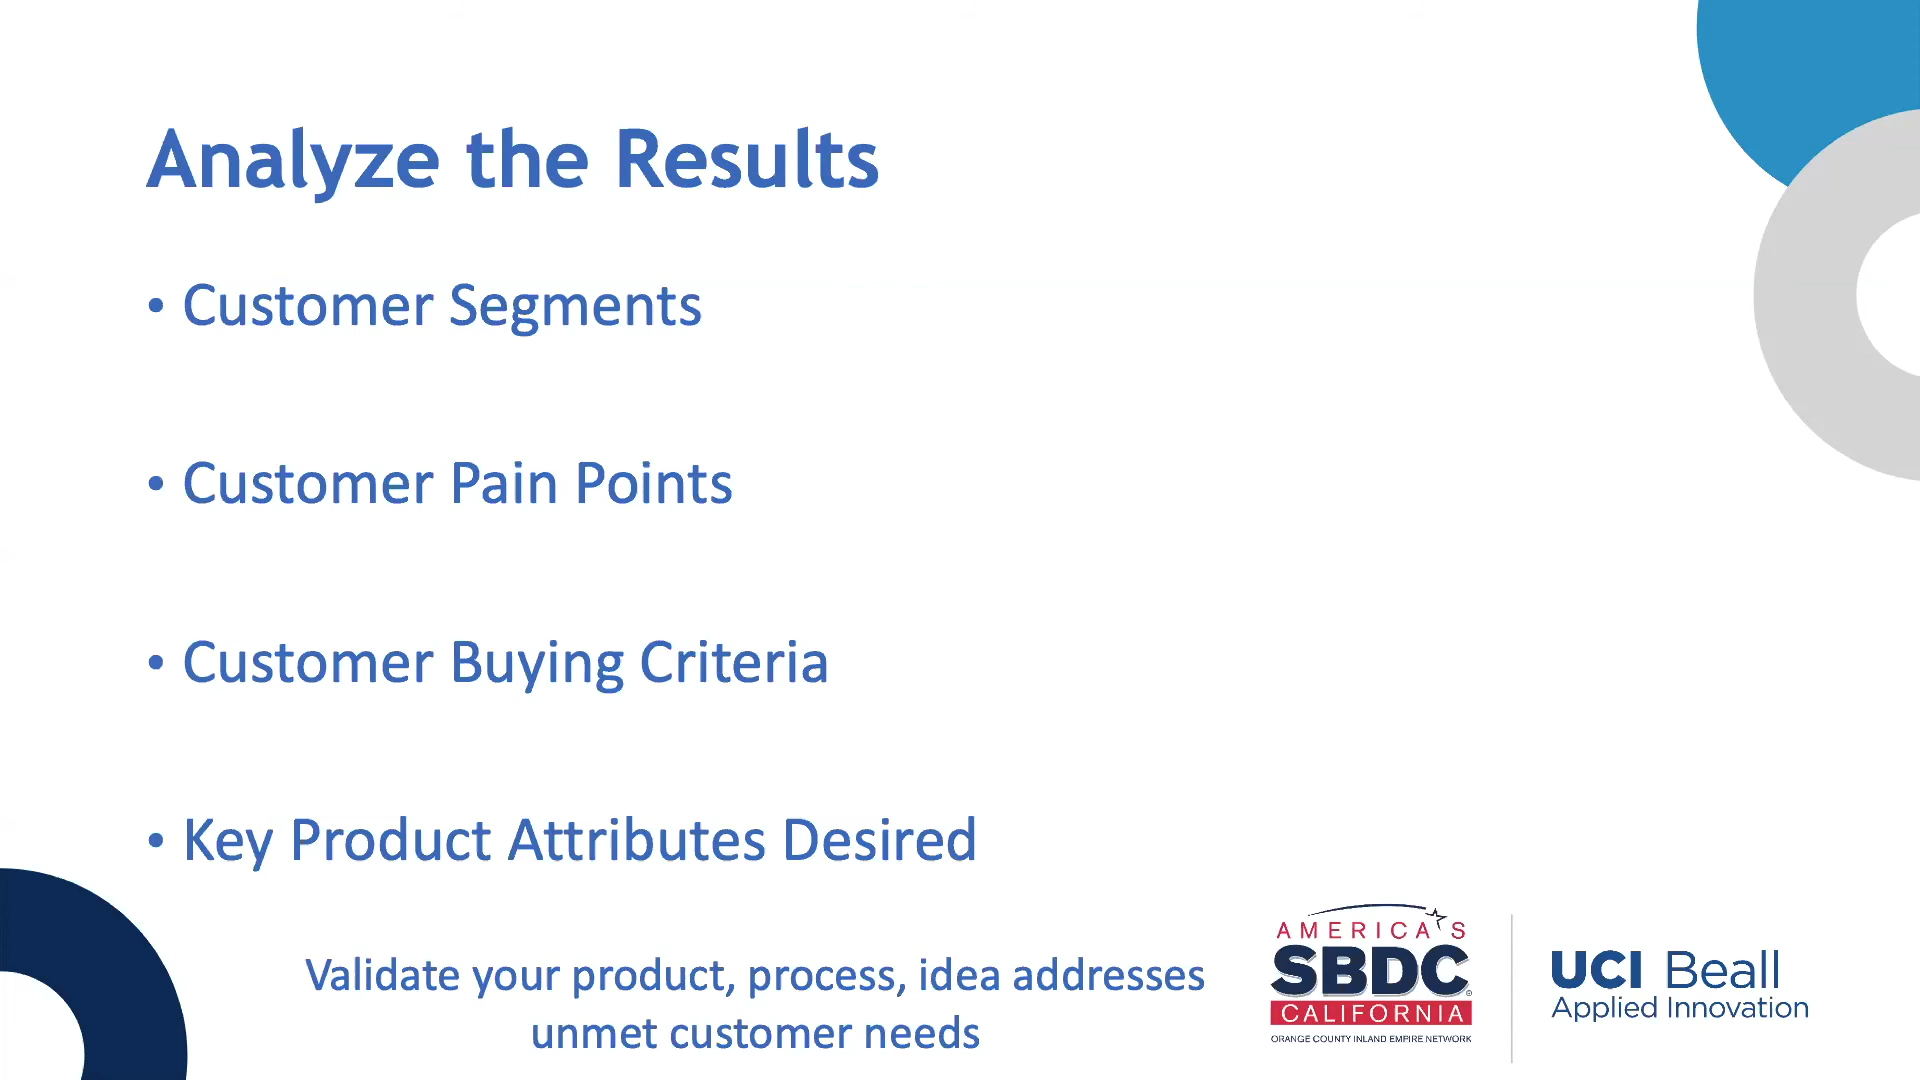 Analyze the Results
• Customer Segments
• Customer Pain Points
• Customer Buying Criteria
• Key Product Attributes Desired
Validate your product, process, idea addresses
unmet customer needs
AMERICA'S
SBDC®
CALIFORNIA
ORANGE COUNTY INLAND EMPIRE NETWORK
UCI Beall
Applied Innovation